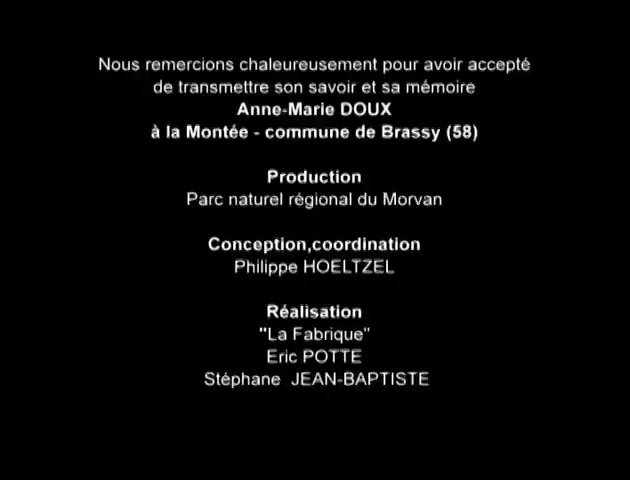 Nous remercions chaleureusement pour avoir accepté
de transmettre son savoir et sa mémoire
Anne-Marie DOUX
à la Montée - commune de Brassy (58)
Production
Parc naturel régional du Morvan
Conception,coordination
Philippe HOELTZEL
Réalisation
"La Fabrique"
Eric POTTE
Stéphane JEAN-BAPTISTE